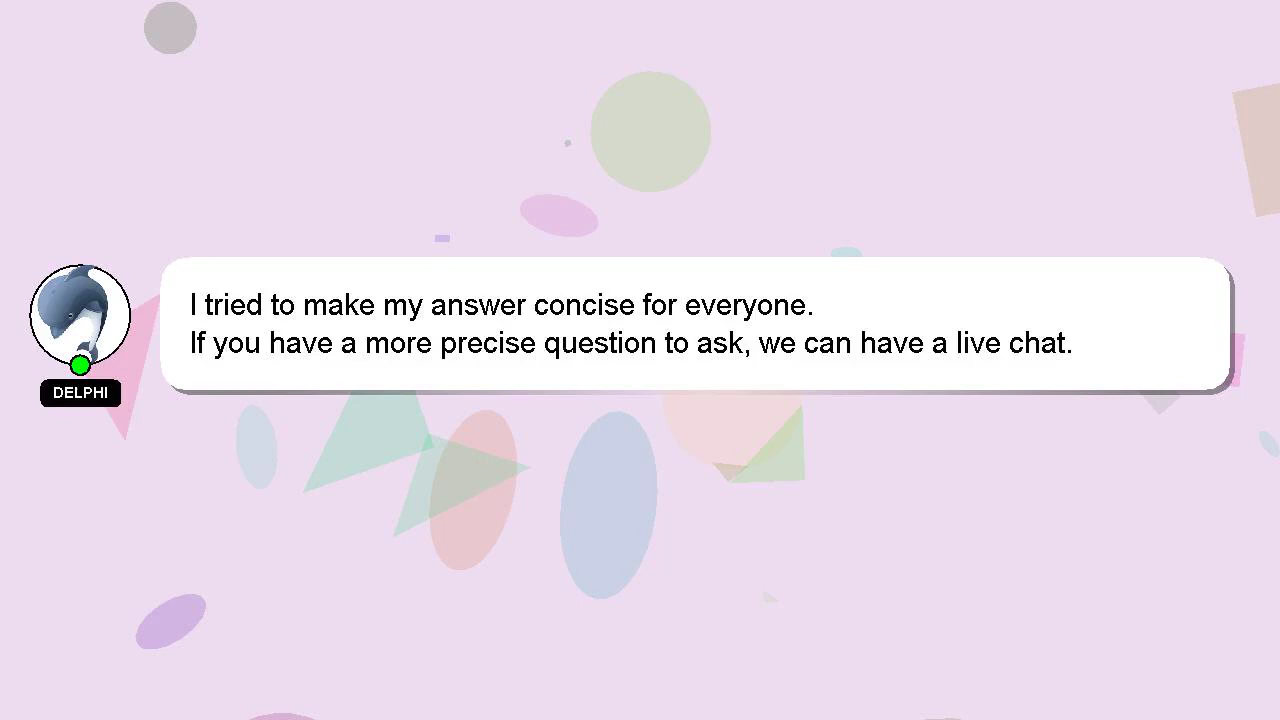 I tried to make my answer concise for everyone.
If you have a more precise question to ask, we can have a live chat.
DELPHI